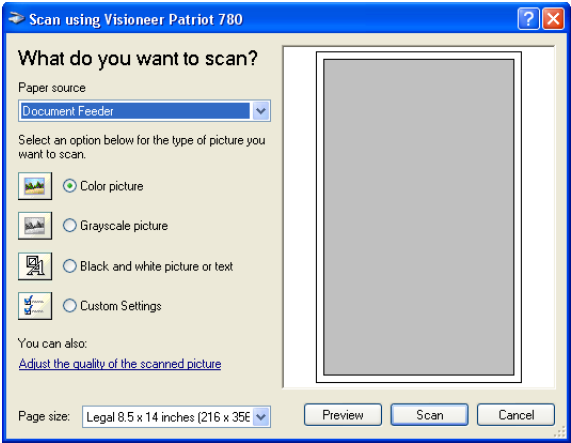 Scan using Visioneer Patriot 780
What do you want to scan?
Paper source
Document Feeder
Select an option below for the type of picture you
want to scan.
Color picture
Grayscale picture
Black and white picture or text
Custom Settings
You can also:
Adjust the quality of the scanned picture
Page size: Legal 8.5 x 14 inches (216 x 356
Preview Scan Cancel